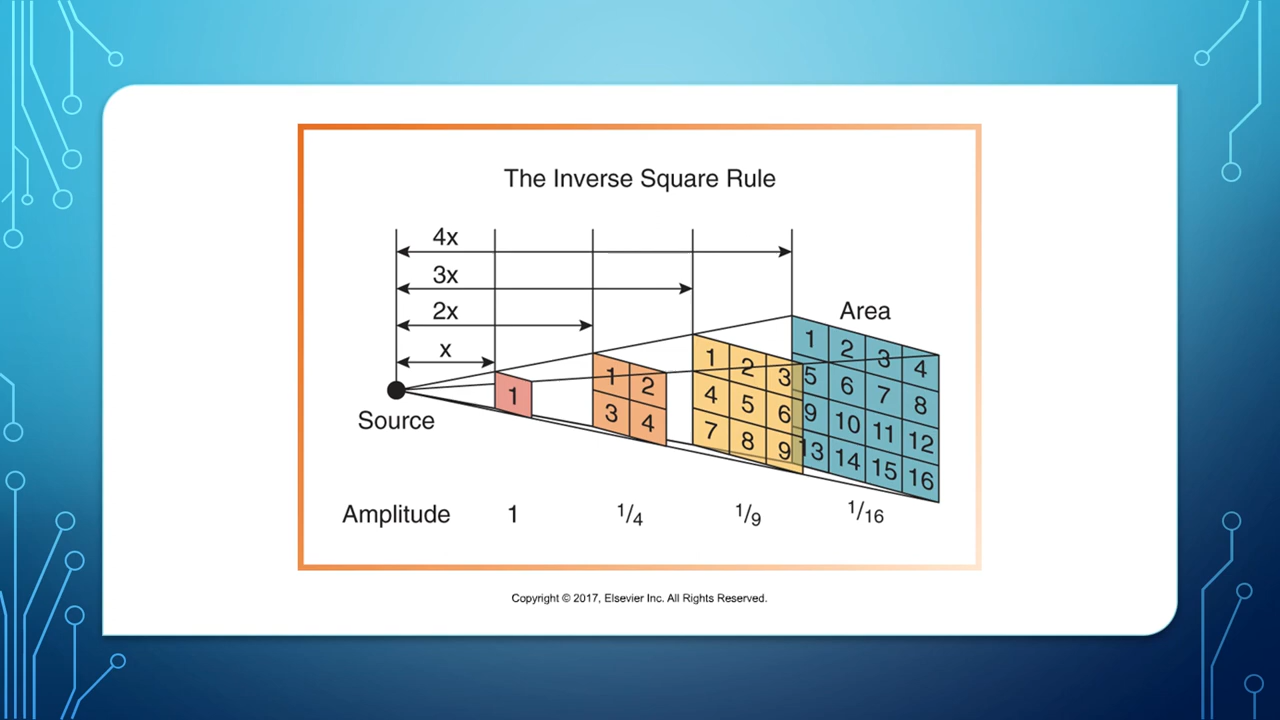 The Inverse Square Rule
4x
3x
2x
x
Area
Source
1
1 2
3 4
1 2 3
4 5 6
7 8 9
1 2 3 4
5 6 7 8
9 10 11 12
13 14 15 16
Amplitude 1 1/4 1/9 1/16
Copyright © 2017, Elsevier Inc. All Rights Reserved.